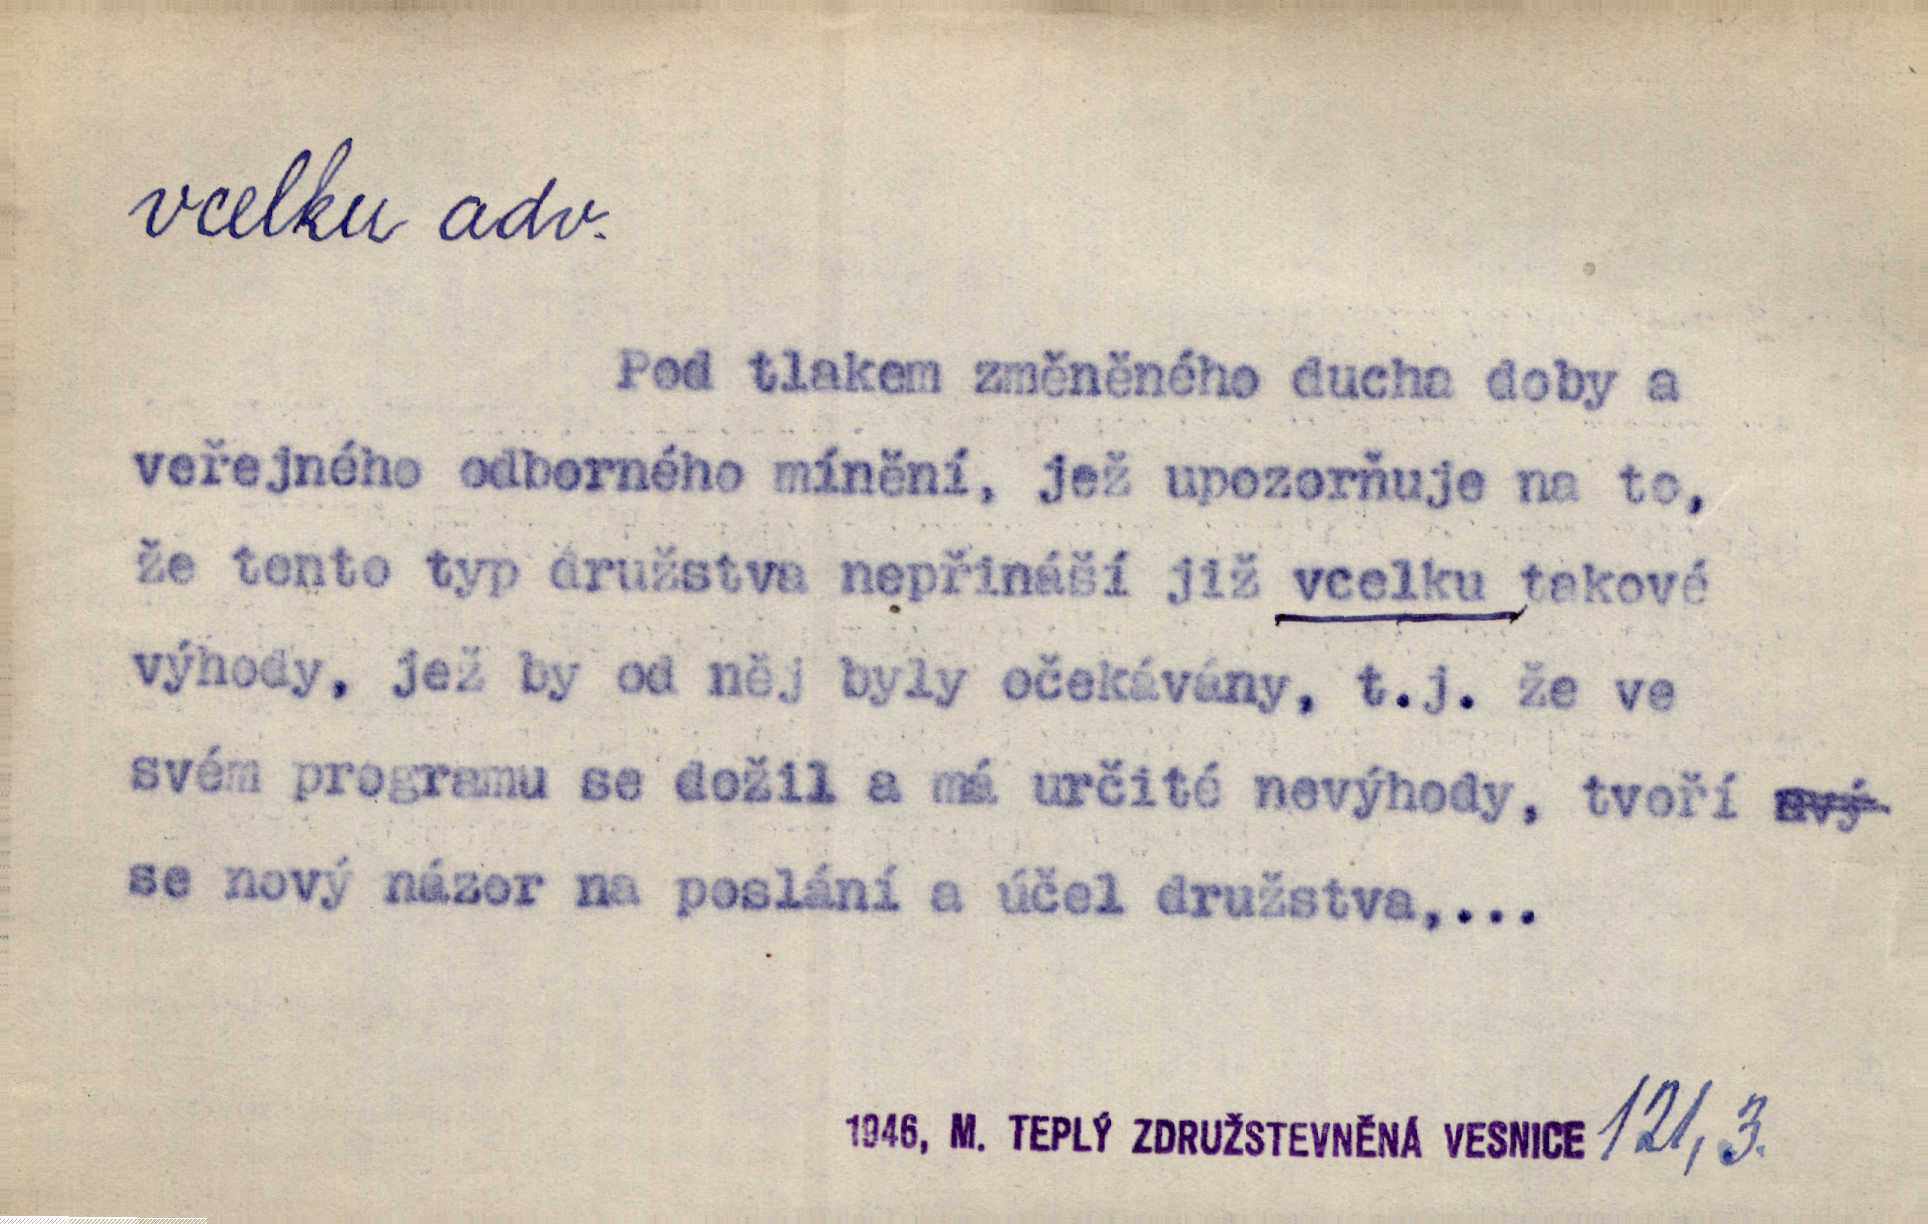 vcelku adv.
Pod tlakem změněného ducha doby a
veřejného odborného mínění, jež upozorňuje na to,
že tento typ družstva nepřináší již vcelku takové
výhody, jež by od něj byly očekávány, t.j. že ve
svém programu se dožil a má určité nevýhody, tvoří
se nový názor na poslání a účel družstva,...
1946, M. TEPLÝ ZDRUŽSTEVNĚNÁ VESNICE 121, 3.